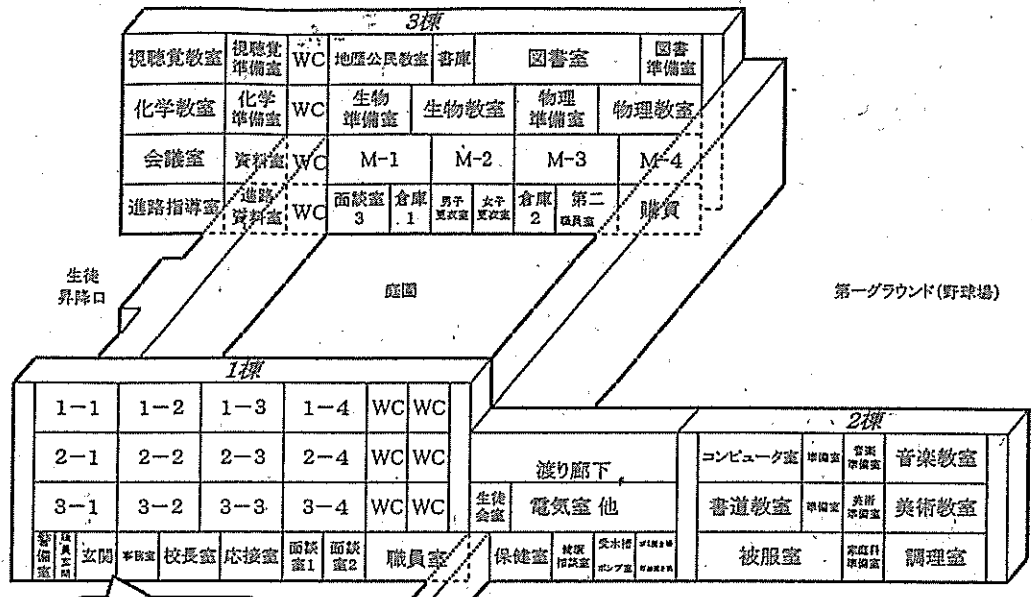 3棟
視聴覚教室 視聴覚準備室 WC 地歴公民教室 書庫 図書室 図書準備室
化学教室 化学準備室 WC 生物準備室 生物教室 物理準備室 物理教室
会議室 資料室 WC M-1 M-2 M-3 M-4
進路指導室 進路資料室 WC 面談室3 倉庫1 男子更衣室 女子更衣室 倉庫2 第二職員室 購買
生徒昇降口
庭園
第一グラウンド(野球場)
1棟
1-1 1-2 1-3 1-4 WC WC
2-1 2-2 2-3 2-4 WC WC
3-1 3-2 3-3 3-4 WC WC
玄関 事務室 校長室 応接室 面談室1 面談室2 職員室
渡り廊下
生徒会室 電気室 他
保健室 受水槽 ポンプ室
2棟
コンピュータ室 準備室 音楽準備室 音楽教室
書道教室 準備室 美術準備室 美術教室
被服室 家庭科準備室 調理室